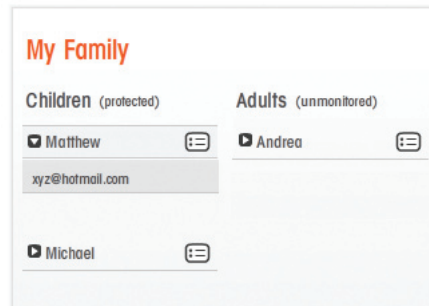 My Family
Children (protected)
Adults (unmonitored)
Matthew
Andrea
xyz@hotmail.com
Michael